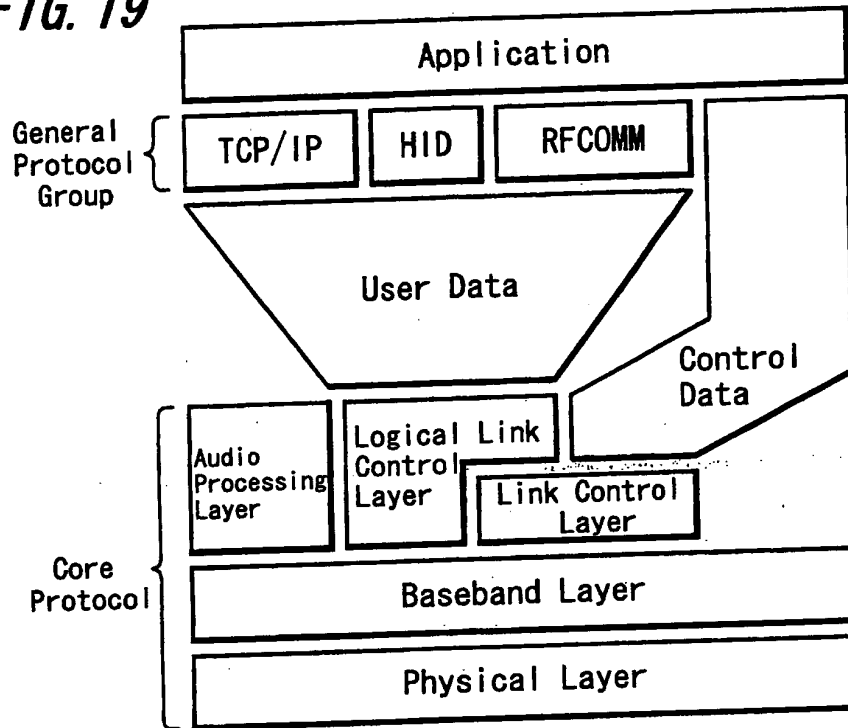 FIG. 19
Application
General
Protocol
Group
TCP/IP
HID
RFCOMM
User Data
Control
Data
Audio
Processing
Layer
Logical Link
Control
Layer
Link Control
Layer
Core
Protocol
Baseband Layer
Physical Layer